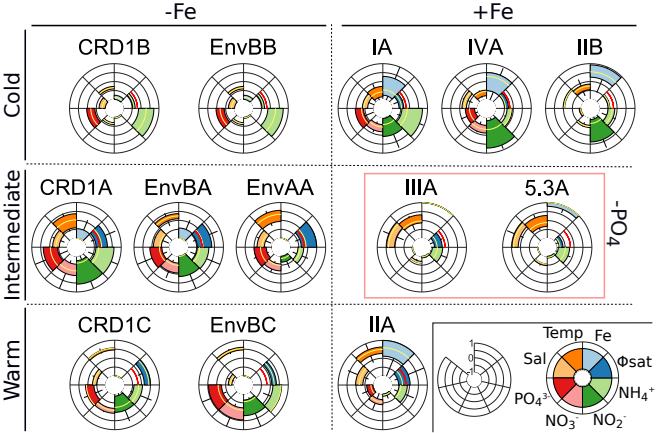 -Fe +Fe
Cold
CRD1B EnvBB IA IVA IIB
Intermediate
CRD1A EnvBA EnvAA IIIA 5.3A
-PO₄
Warm
CRD1C EnvBC IIA
1
0
-1
Temp Fe
Sal Φsat
PO₄³⁻ NH₄⁺
NO₃⁻ NO₂⁻